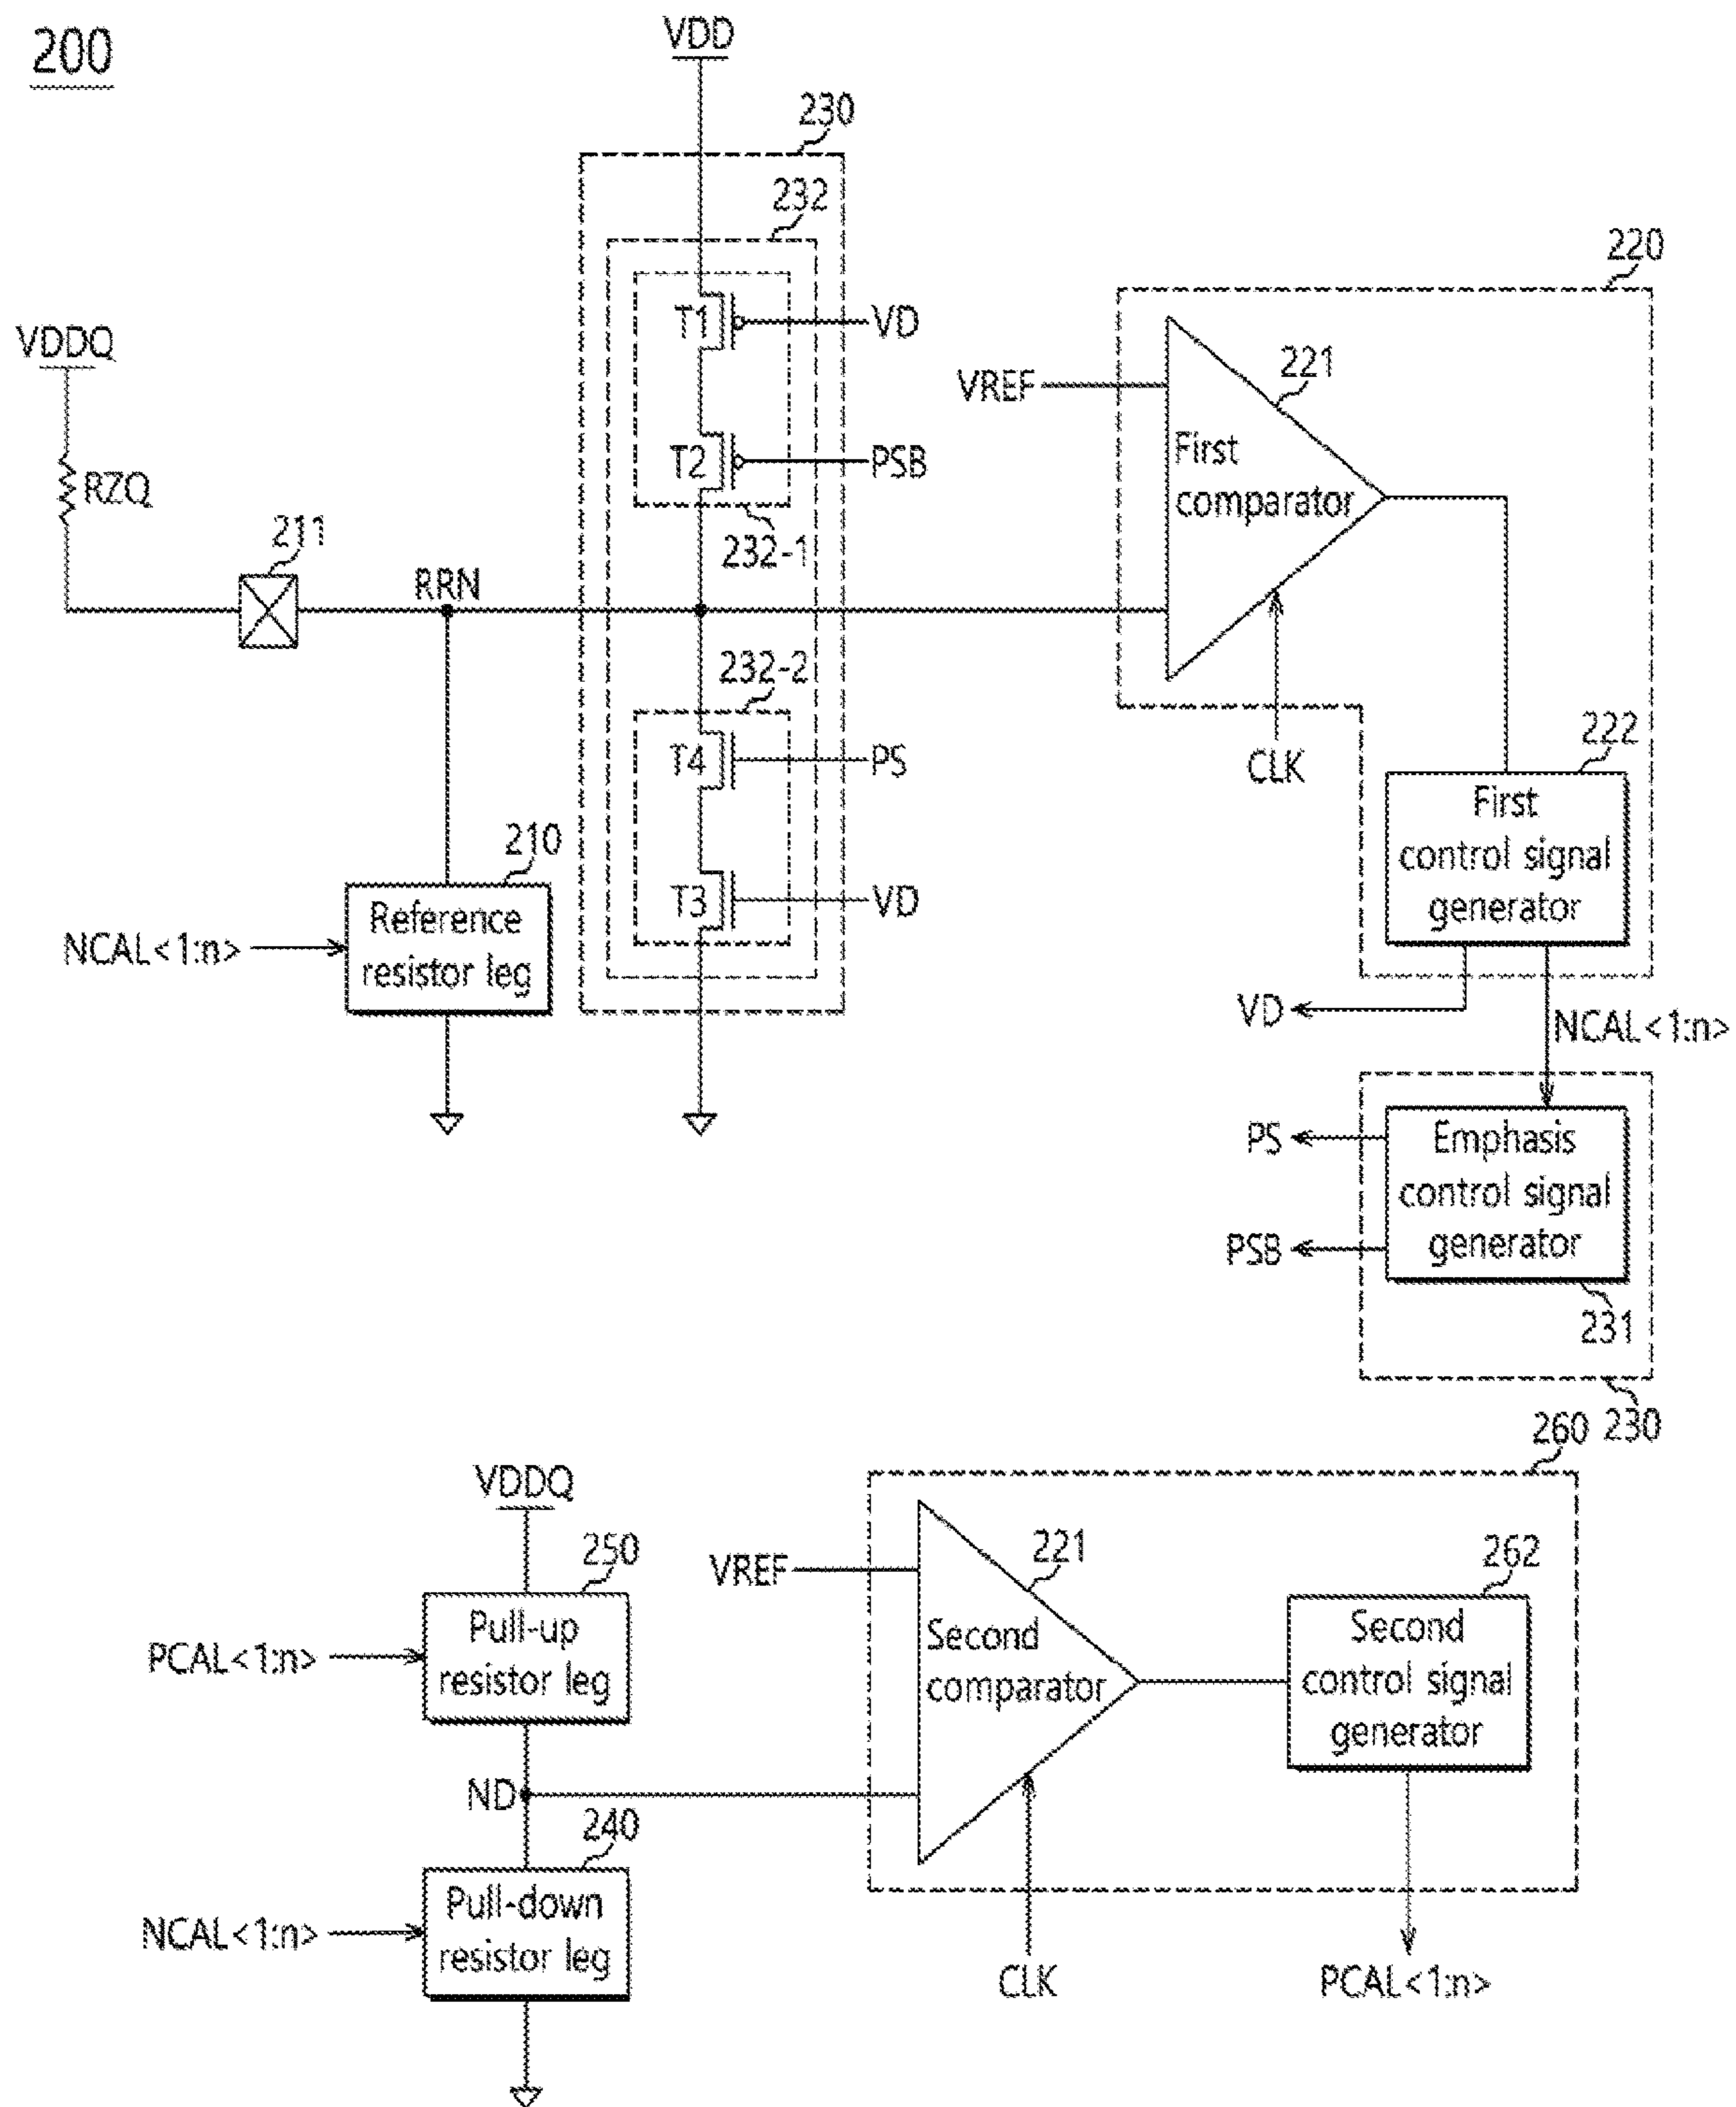 200
VDD
230
232
T1
VD
T2
PSB
232-1
VDDQ
RZQ
211
RRN
232-2
T4
PS
T3
VD
210
Reference
resistor leg
NCAL<1:n>
220
VREF
221
First
comparator
CLK
222
First
control signal
generator
VD
NCAL<1:n>
PS
PSB
Emphasis
control signal
generator
231
230
260
VDDQ
250
PCAL<1:n>
Pull-up
resistor leg
ND
240
NCAL<1:n>
Pull-down
resistor leg
VREF
221
Second
comparator
CLK
262
Second
control signal
generator
PCAL<1:n>